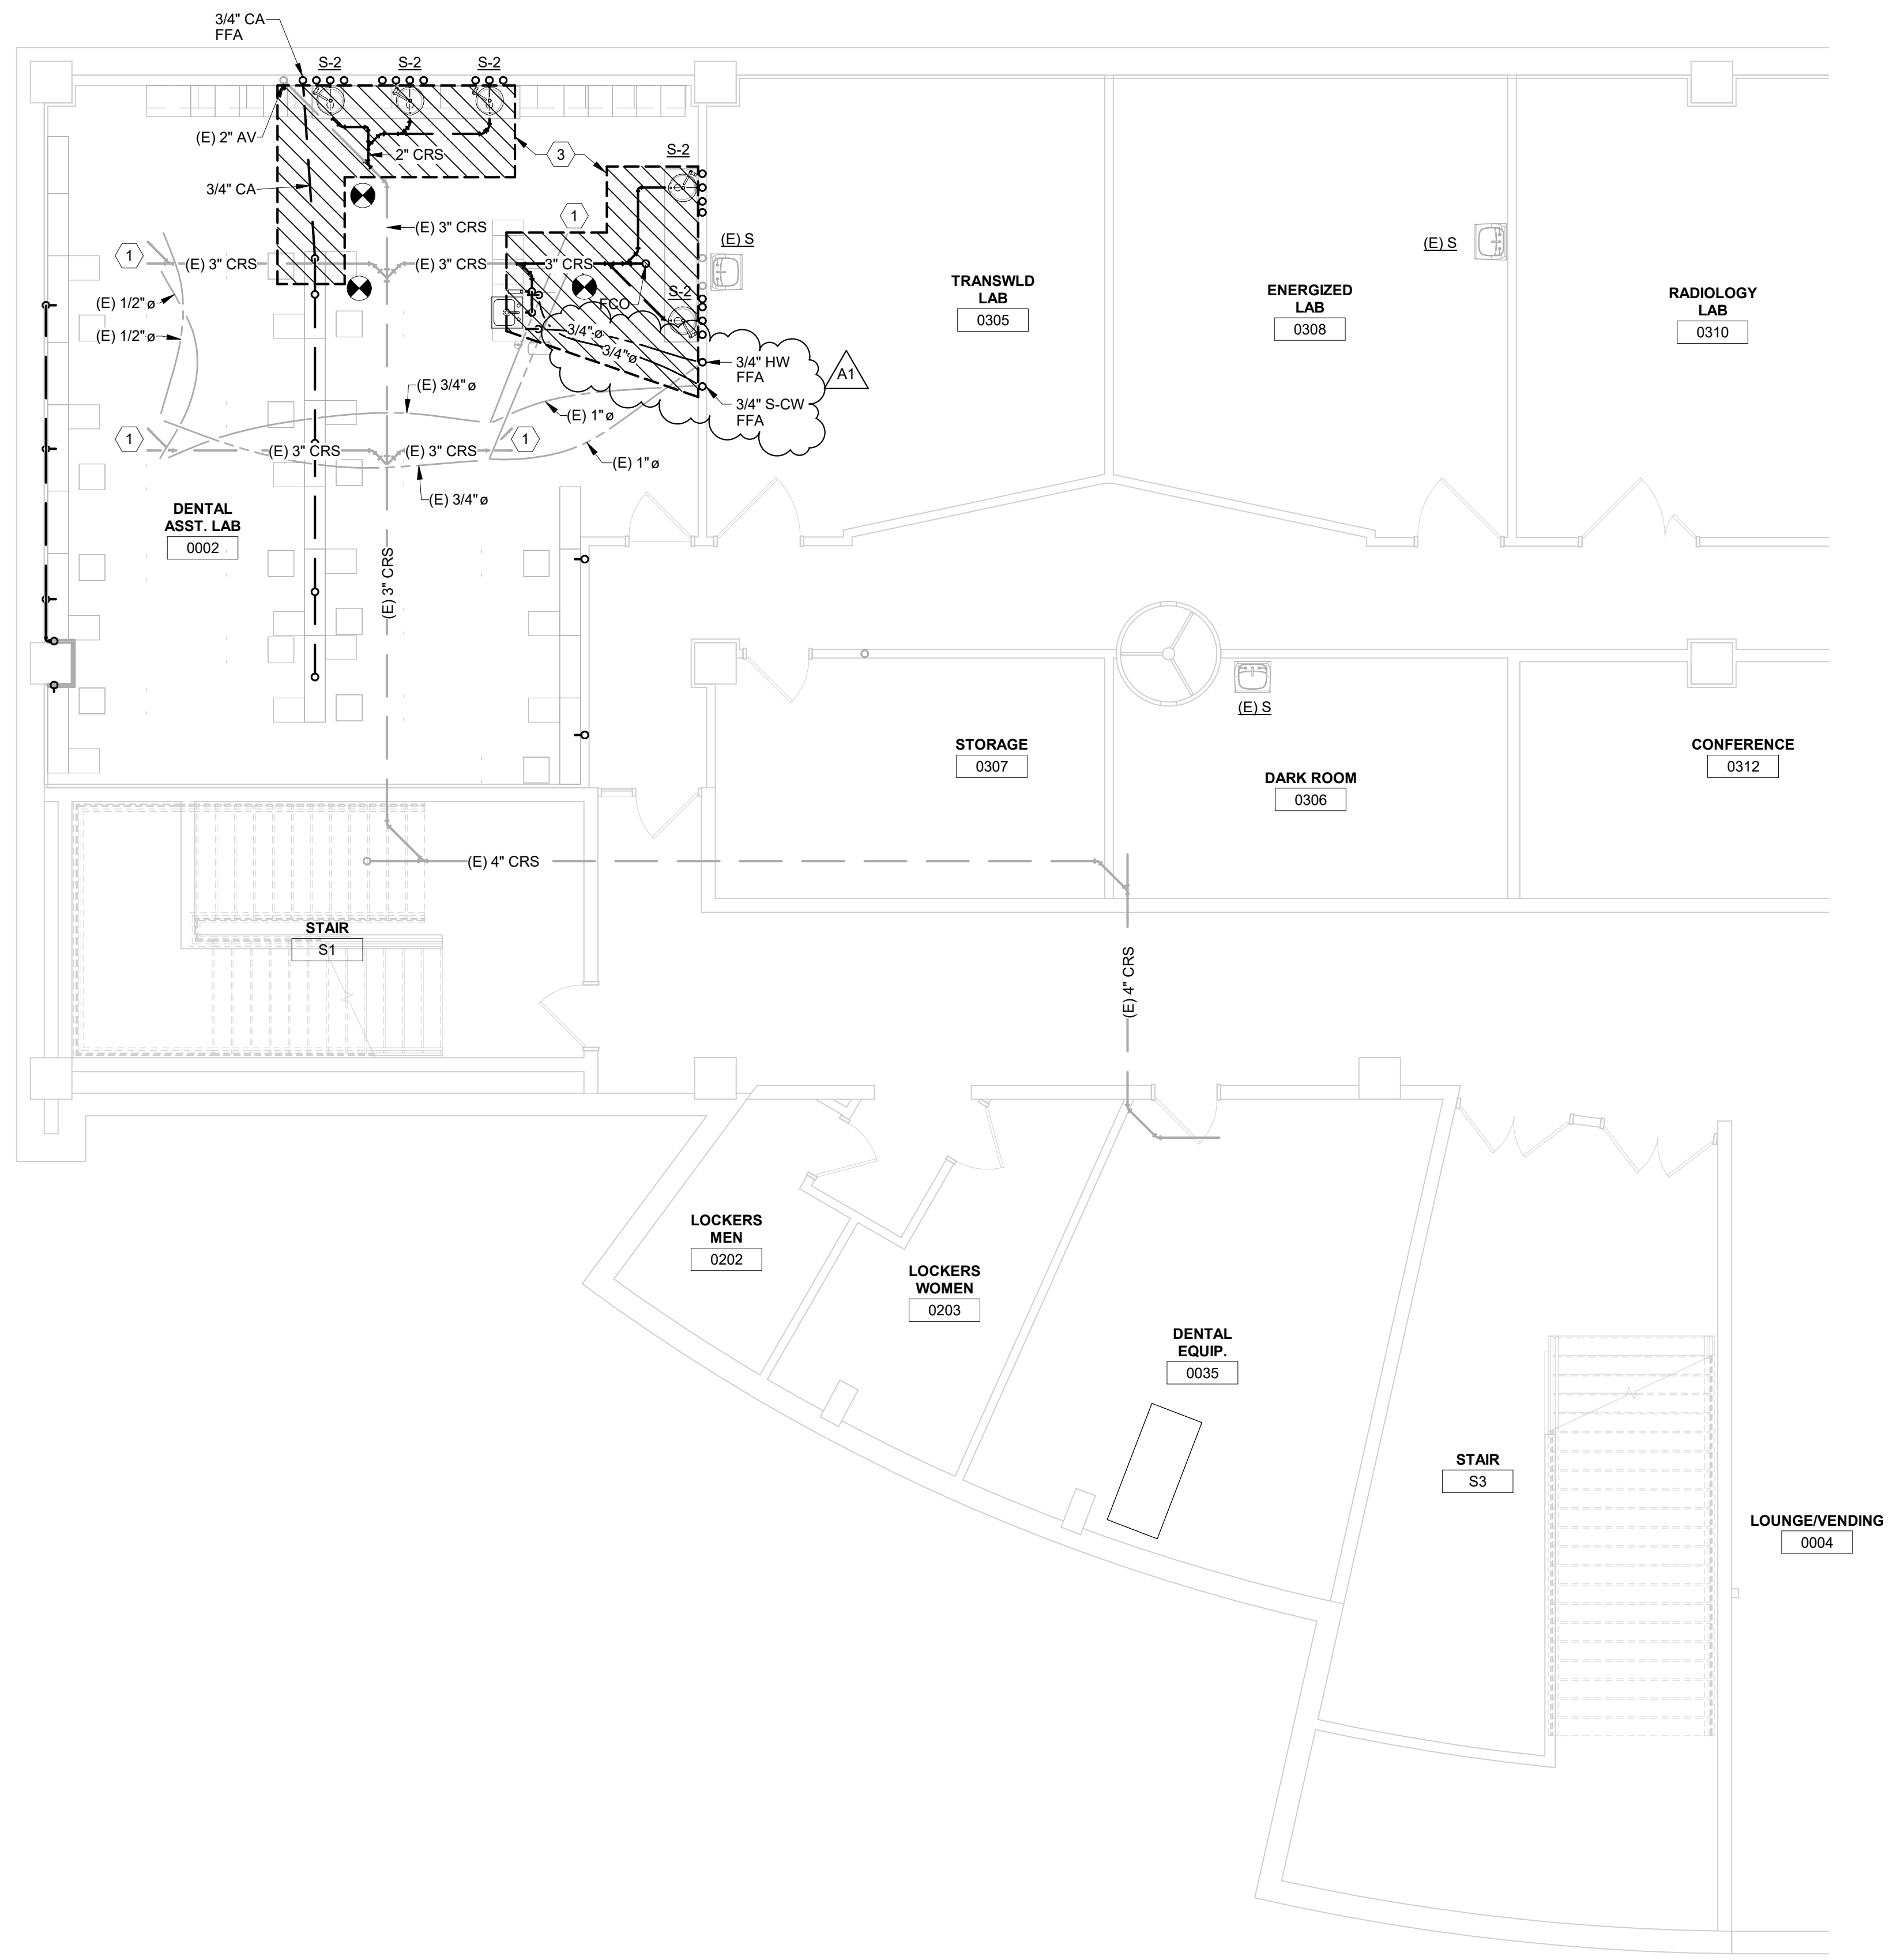 3/4" CA
FFA
S-2
S-2
S-2
(E) 2" AV
2" CRS
3
S-2
3/4" CA
1
(E) 3" CRS
(E) S
(E) S
1
(E) 3" CRS
(E) 3" CRS
3" CRS
TRANSWLD
LAB
0305
ENERGIZED
LAB
0308
RADIOLOGY
LAB
0310
S-2
FCO
(E) 1/2"ø
(E) 1/2"ø
3/4"ø
3/4"ø
3/4" HW
FFA
A1
3/4" S-CW
FFA
(E) 3/4"ø
(E) 1"ø
1
1
(E) 3" CRS
(E) 3" CRS
(E) 1"ø
(E) 3/4"ø
DENTAL
ASST. LAB
0002
(E) 3" CRS
(E) S
STORAGE
0307
DARK ROOM
0306
CONFERENCE
0312
(E) 4" CRS
STAIR
S1
(E) 4" CRS
LOCKERS
MEN
0202
LOCKERS
WOMEN
0203
DENTAL
EQUIP.
0035
STAIR
S3
LOUNGE/VENDING
0004